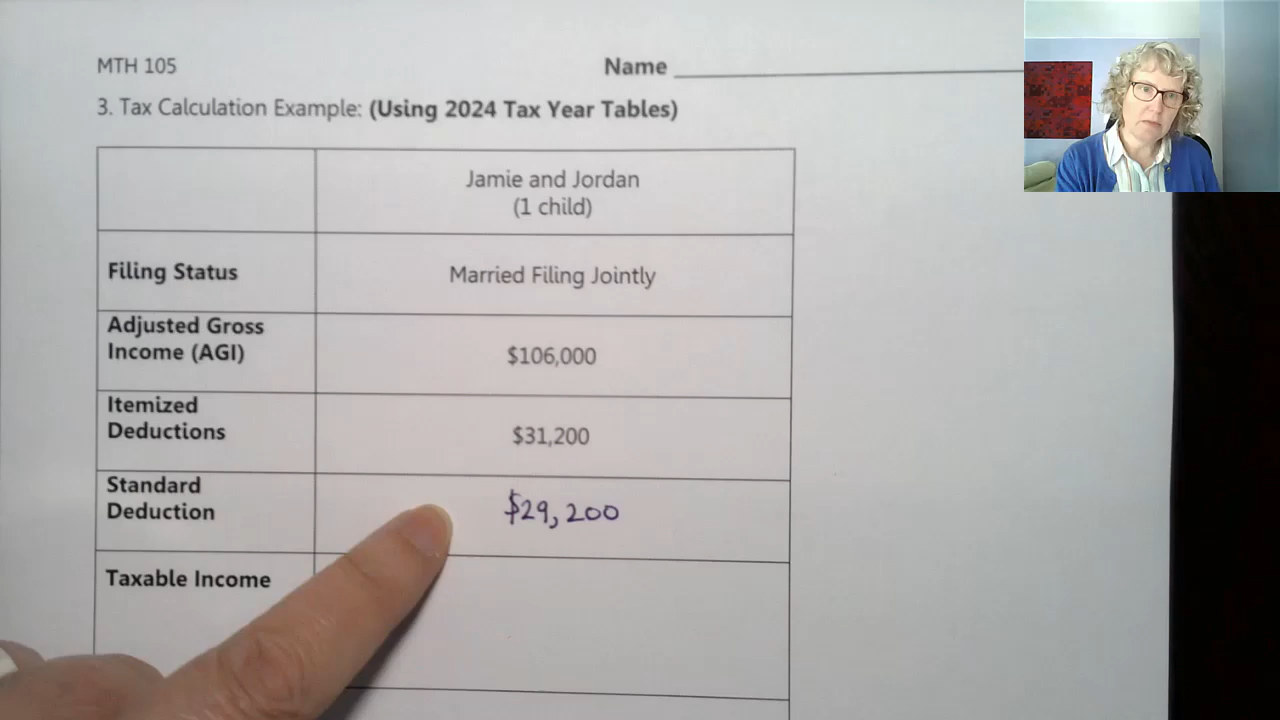 MTH 105
Name
3. Tax Calculation Example: (Using 2024 Tax Year Tables)
Jamie and Jordan
(1 child)
Filing Status
Married Filing Jointly
Adjusted Gross
Income (AGI)
$106,000
Itemized
Deductions
$31,200
Standard
Deduction
$29,200
Taxable Income